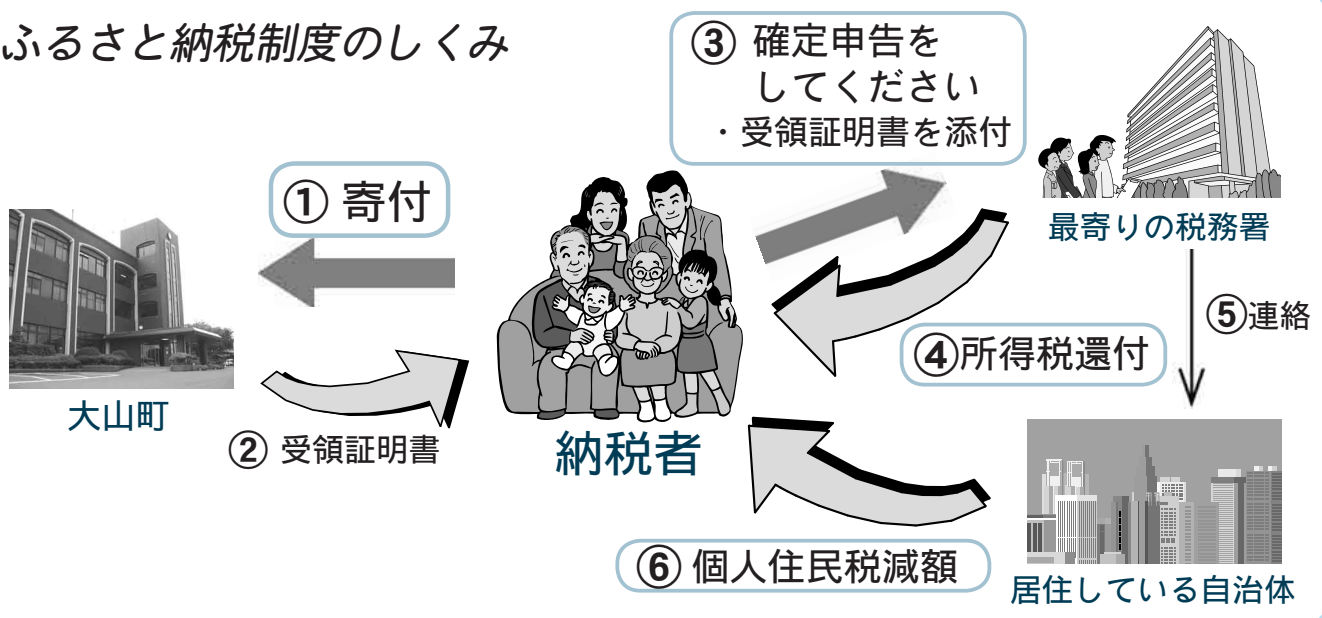 ふるさと納税制度のしくみ
① 寄付
大山町
② 受領証明書
納税者
③ 確定申告を
してください
・受領証明書を添付
最寄りの税務署
④所得税還付
⑤連絡
居住している自治体
⑥ 個人住民税減額